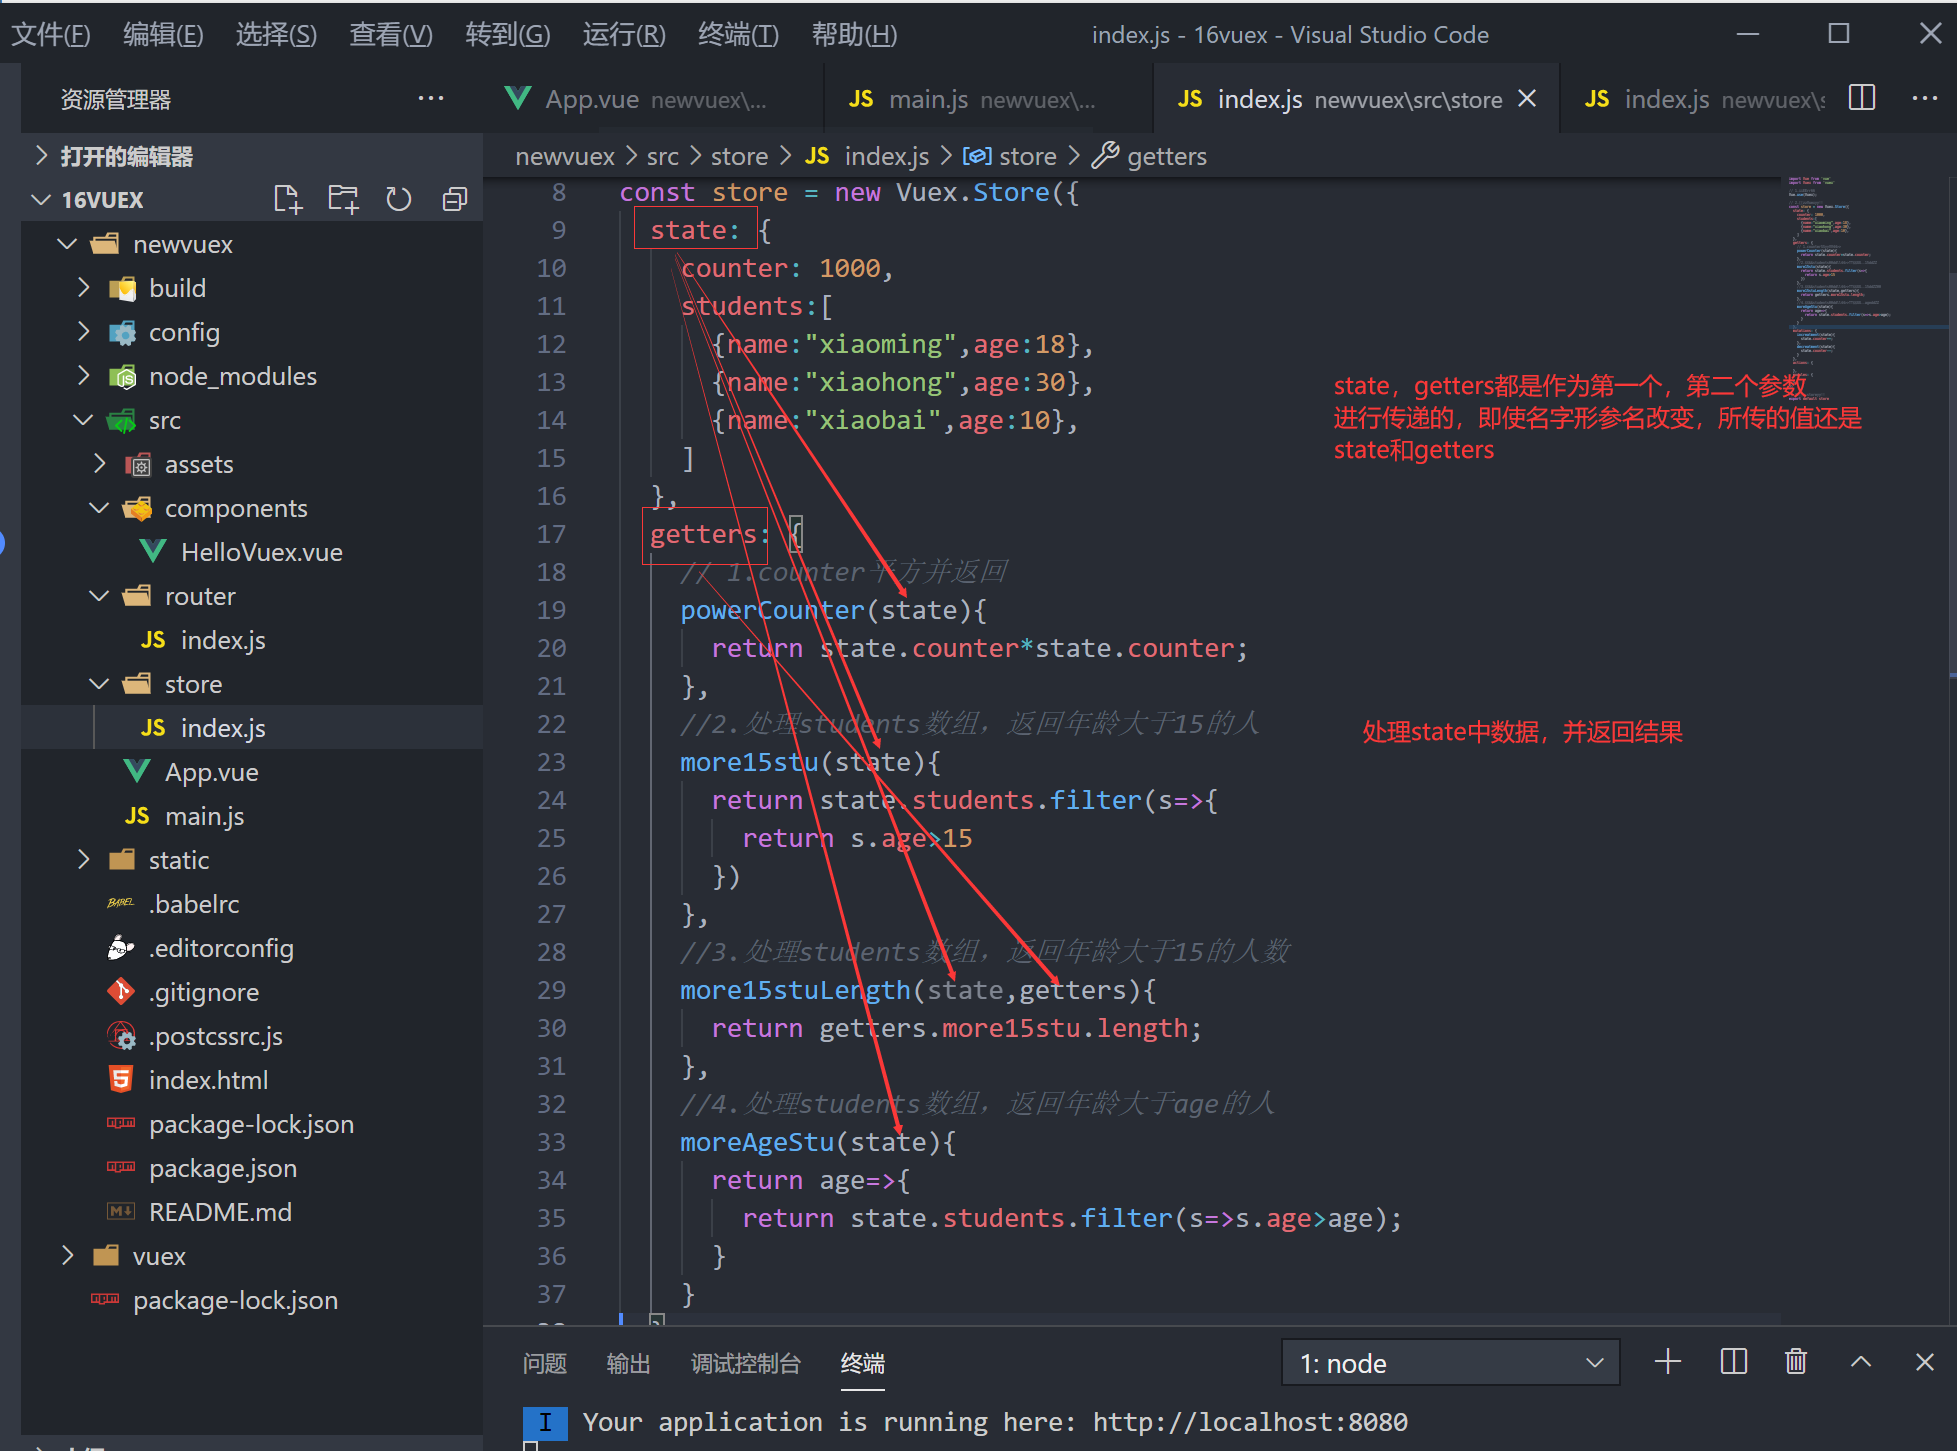 文件(F) 编辑(E) 选择(S) 查看(V) 转到(G) 运行(R) 终端(T) 帮助(H) index.js - 16vuex - Visual Studio Code
资源管理器 ···
App.vue newvuex\... JS main.js newvuex\... JS index.js newvuex\src\store JS index.js newvuex\s
打开的编辑器
16VUEX
newvuex
build
config
node_modules
src
assets
components
HelloVuex.vue
router
JS index.js
store
JS index.js
App.vue
JS main.js
static
BABEL .babelrc
.editorconfig
.gitignore
.postcssrc.js
index.html
package-lock.json
package.json
README.md
vuex
package-lock.json
newvuex > src > store > JS index.js > store > getters
8 const store = new Vuex.Store({
9 state: {
10 counter: 1000,
11 students:[
12 {name:"xiaoming",age:18},
13 {name:"xiaohong",age:30},
14 {name:"xiaobai",age:10},
15 ]
16 },
17 getters: {
18 // 1.counter平方并返回
19 powerCounter(state){
20 return state.counter*state.counter;
21 },
22 //2.处理students数组，返回年龄大于15的人
23 more15stu(state){
24 return state.students.filter(s=>{
25 return s.age>15
26 })
27 },
28 //3.处理students数组，返回年龄大于15的人数
29 more15stuLength(state,getters){
30 return getters.more15stu.length;
31 },
32 //4.处理students数组，返回年龄大于age的人
33 moreAgeStu(state){
34 return age=>{
35 return state.students.filter(s=>s.age>age);
36 }
37 }
state，getters都是作为第一个，第二个参数
进行传递的，即使名字形参名改变，所传的值还是
state和getters
处理state中数据，并返回结果
问题 输出 调试控制台 终端 1: node
I Your application is running here: http://localhost:8080